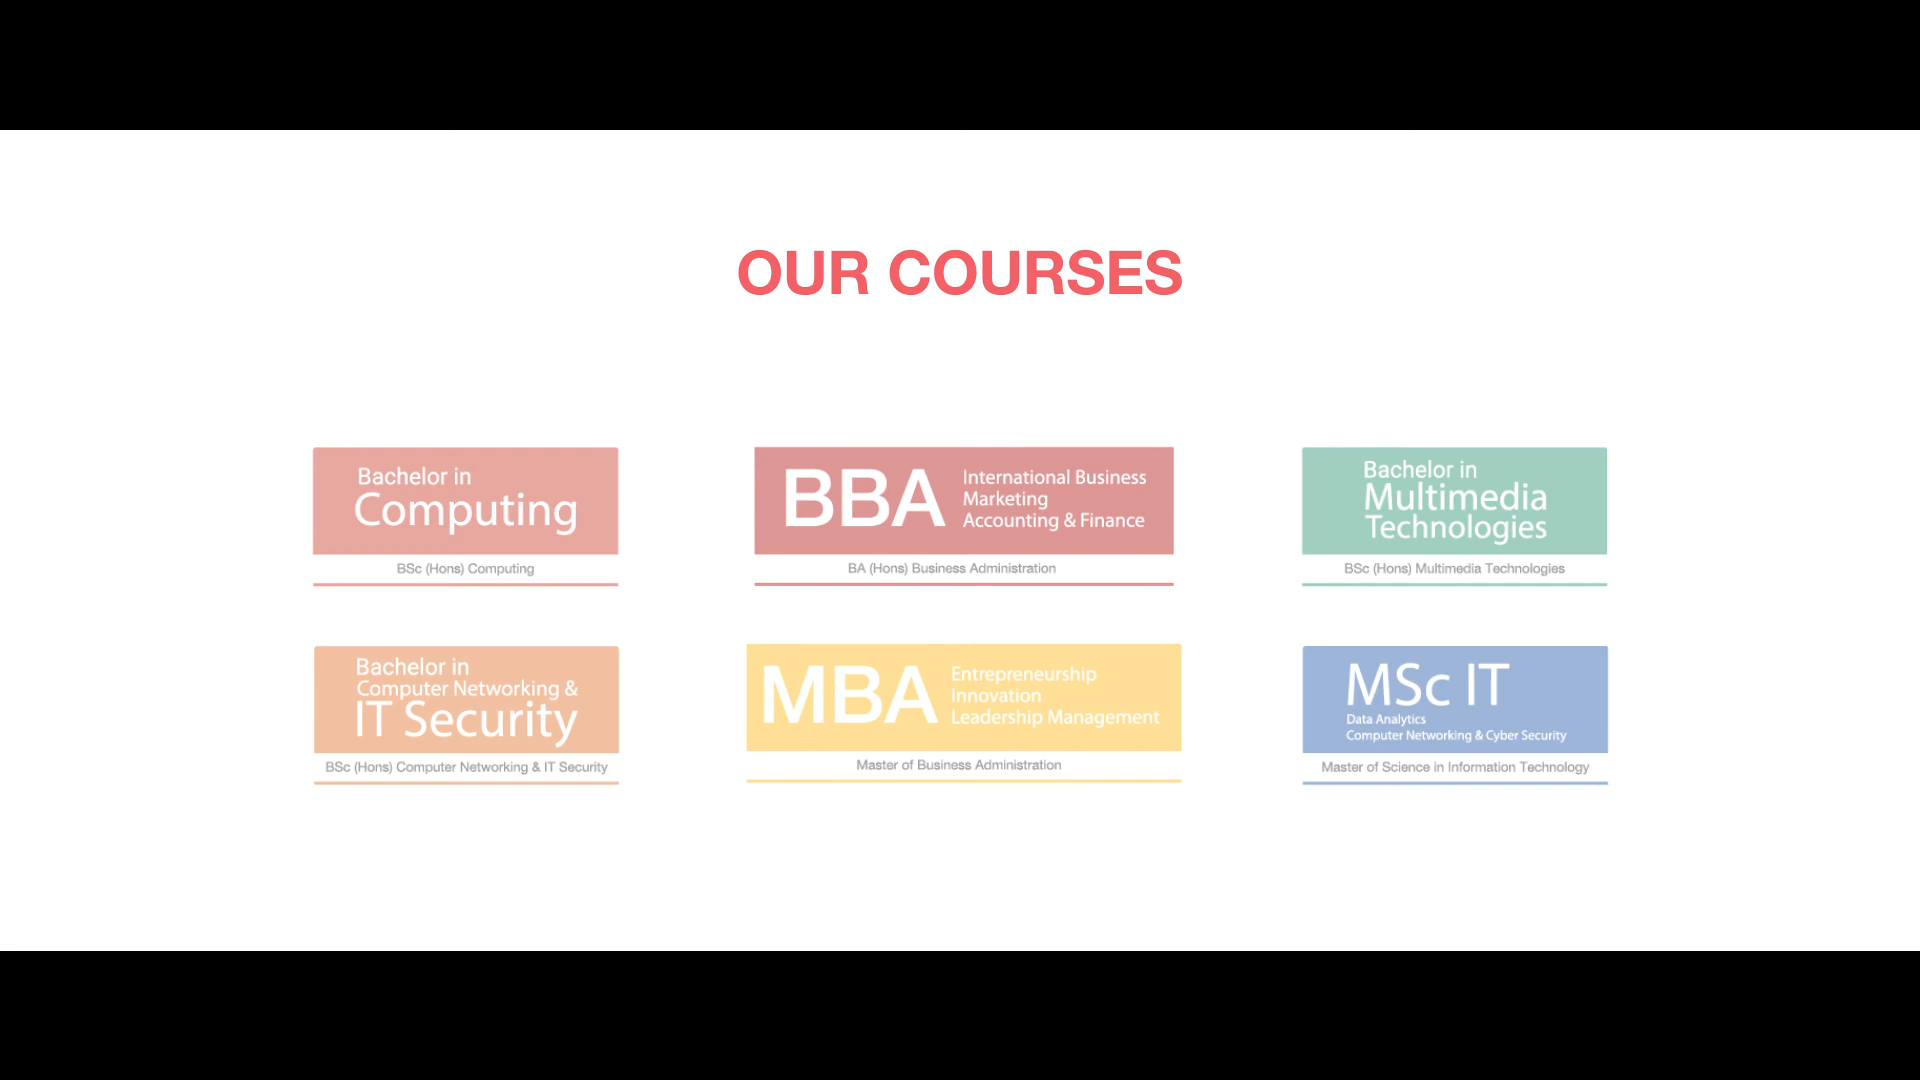 OUR COURSES
Bachelor in
Computing
BSc (Hons) Computing
BBA
International Business
Marketing
Accounting & Finance
BA (Hons) Business Administration
Bachelor in
Multimedia
Technologies
BSc (Hons) Multimedia Technologies
Bachelor in
Computer Networking &
IT Security
BSc (Hons) Computer Networking & IT Security
MBA
Entrepreneurship
Innovation
Leadership Management
Master of Business Administration
MSc IT
Data Analytics
Computer Networking & Cyber Security
Master of Science in Information Technology